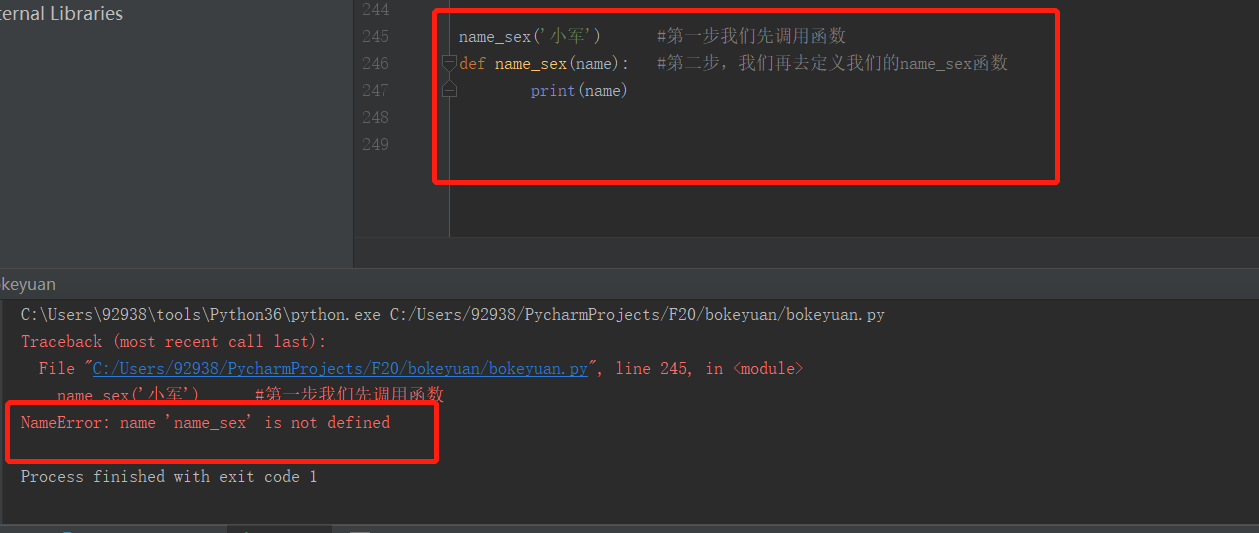 ternal Libraries
244
245 name_sex('小军') #第一步我们先调用函数
246 def name_sex(name): #第二步，我们再去定义我们的name_sex函数
247 print(name)
248
249
okeyuan
C:\Users\92938\tools\Python36\python.exe C:/Users/92938/PycharmProjects/F20/bokeyuan/bokeyuan.py
Traceback (most recent call last):
File "C:/Users/92938/PycharmProjects/F20/bokeyuan/bokeyuan.py", line 245, in <module>
name_sex('小军') #第一步我们先调用函数
NameError: name 'name_sex' is not defined
Process finished with exit code 1